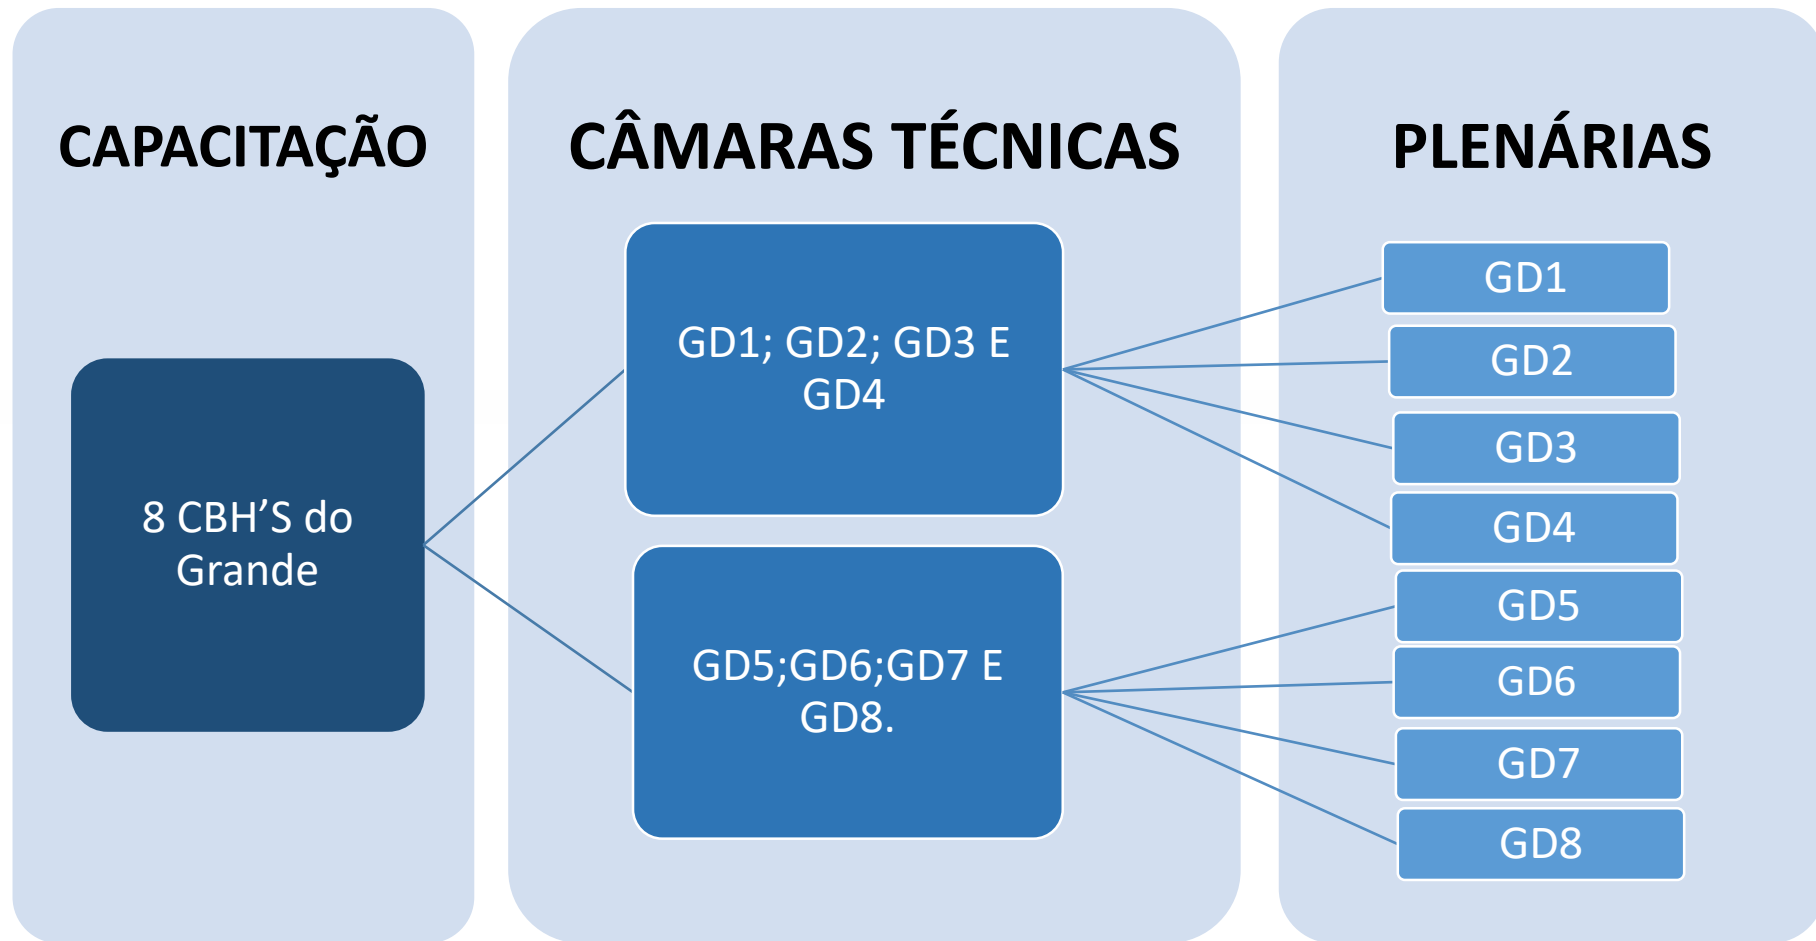 CAPACITAÇÃO
8 CBH’S do
Grande
CÂMARAS TÉCNICAS
GD1; GD2; GD3 E
GD4
GD5;GD6;GD7 E
GD8.
PLENÁRIAS
GD1
GD2
GD3
GD4
GD5
GD6
GD7
GD8